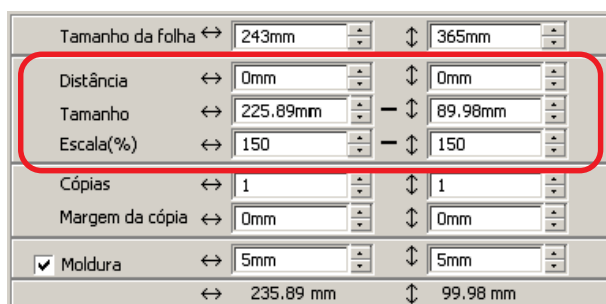 Tamanho da folha ↔ 243mm ↕ 365mm
Distância ↔ 0mm ↕ 0mm
Tamanho ↔ 225.89mm ↕ 89.98mm
Escala(%) ↔ 150 ↕ 150
Cópias ↔ 1 ↕ 1
Margem da cópia ↔ 0mm ↕ 0mm
Moldura ↔ 5mm ↕ 5mm
↔ 235.89 mm ↕ 99.98 mm